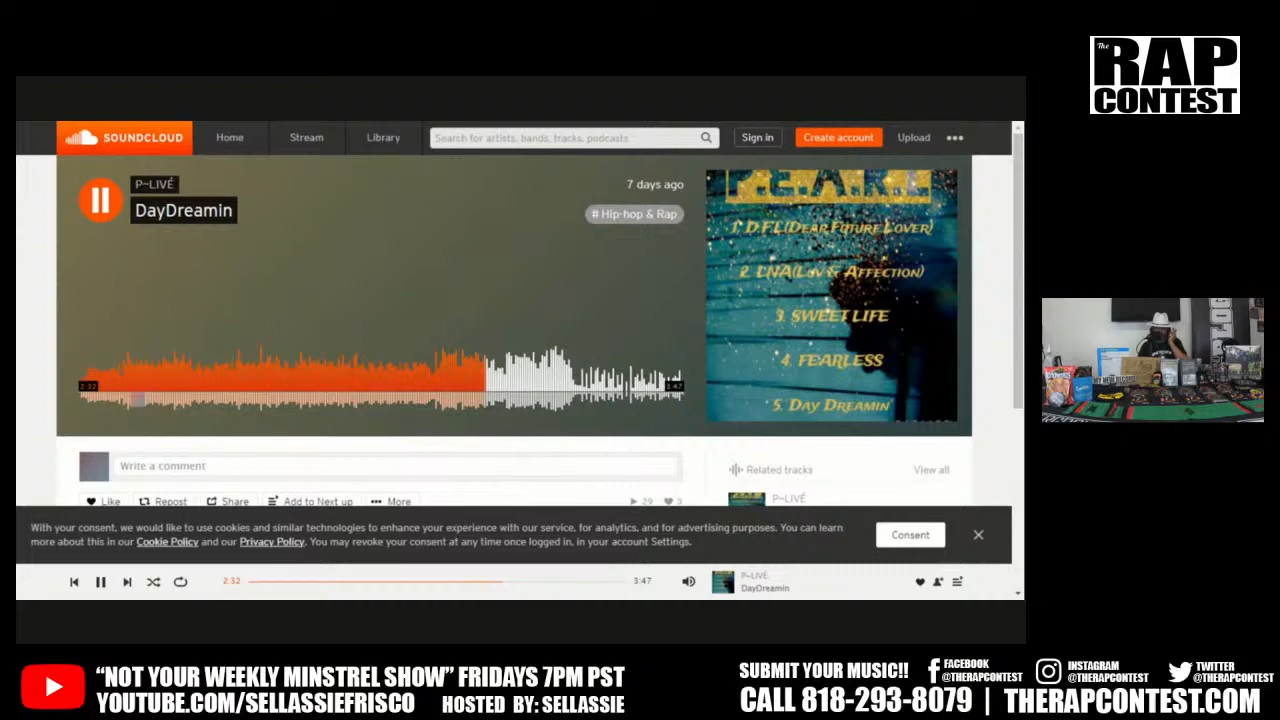 The
RAP
CONTEST
SOUNDCLOUD
Home
Stream
Library
Search for artists, bands, tracks, podcasts
Sign in
Create account
Upload
P~LIVÉ
7 days ago
DayDreamin
# Hip-hop & Rap
P.E.A.R.L
1. D F L(DEAR FUTURE LOVER)
2. LNA(LUV & AFFECTION)
3. SWEET LIFE
4. FEARLESS
5. DAY DREAMIN
2:32
3:47
Write a comment
Related tracks
View all
Like
Repost
Share
Add to Next up
More
29
3
P~LIVÉ
With your consent, we would like to use cookies and similar technologies to enhance your experience with our service, for analytics, and for advertising purposes. You can learn
more about this in our Cookie Policy and our Privacy Policy. You may revoke your consent at any time once logged in, in your account Settings.
Consent
2:32
3:47
P~LIVÉ
DayDreamin
"NOT YOUR WEEKLY MINSTREL SHOW" FRIDAYS 7PM PST
YOUTUBE.COM/SELLASSIEFRISCO
HOSTED BY: SELLASSIE
SUBMIT YOUR MUSIC!!
FACEBOOK
@THERAPCONTEST
INSTAGRAM
@THERAPCONTEST
TWITTER
@THERAPCONTEST
CALL 818-293-8079 | THERAPCONTEST.COM